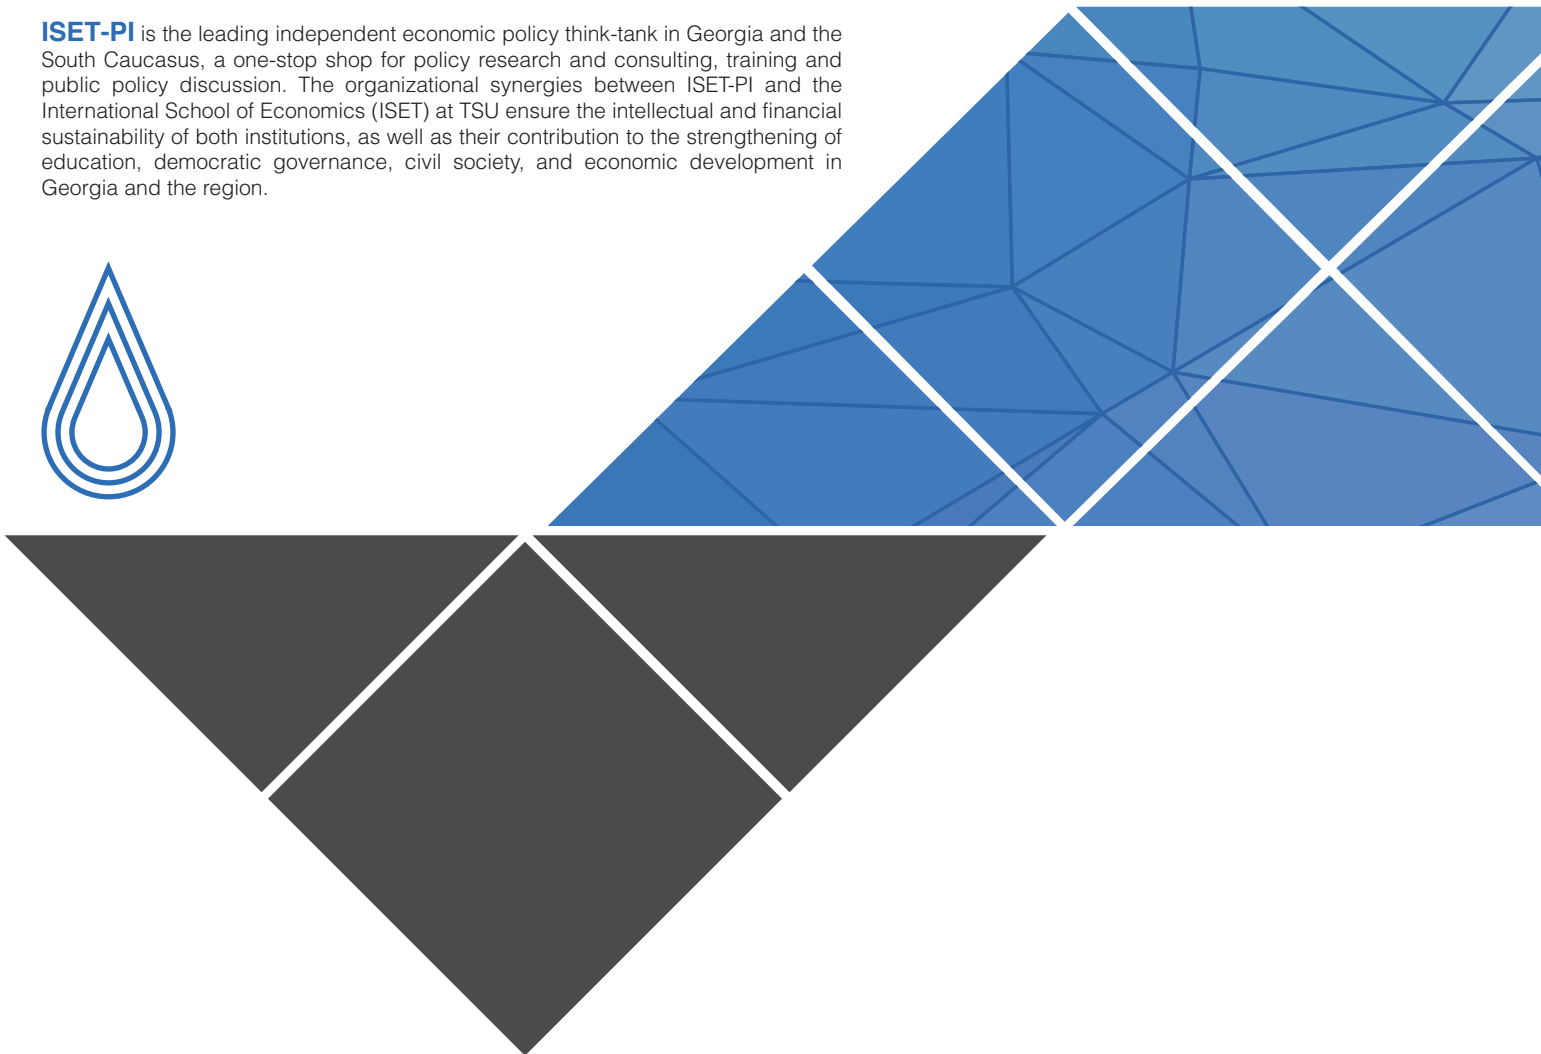 ISET-PI is the leading independent economic policy think-tank in Georgia and the
South Caucasus, a one-stop shop for policy research and consulting, training and
public policy discussion. The organizational synergies between ISET-PI and the
International School of Economics (ISET) at TSU ensure the intellectual and financial
sustainability of both institutions, as well as their contribution to the strengthening of
education, democratic governance, civil society, and economic development in
Georgia and the region.